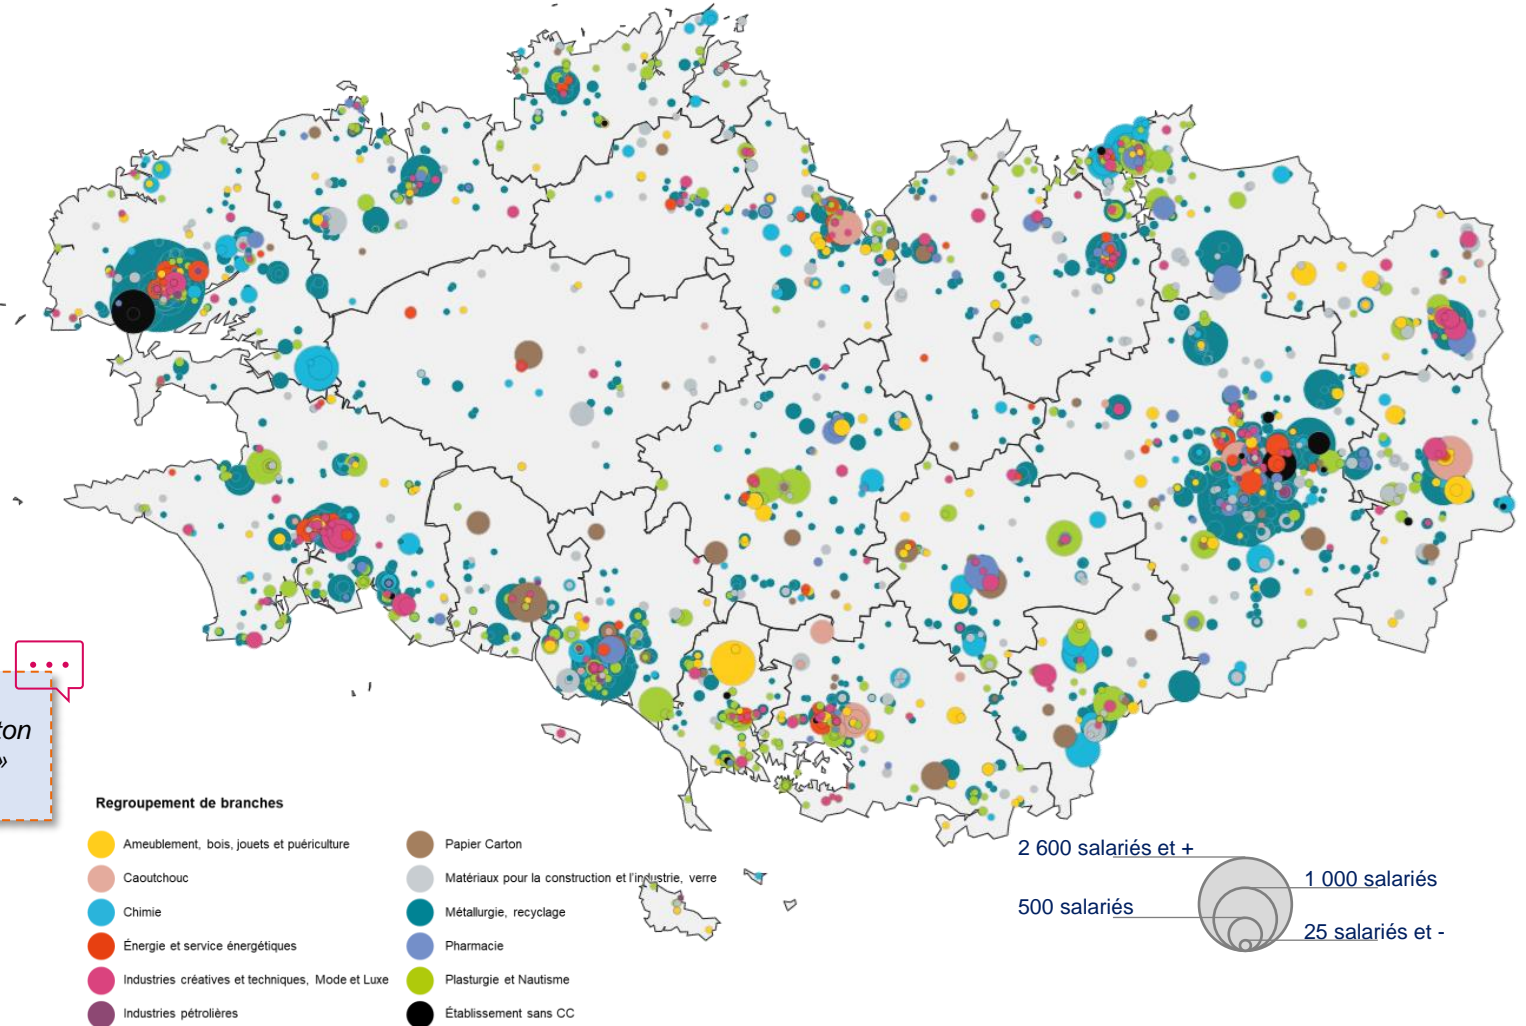 ton
»
Regroupement de branches
Ameublement, bois, jouets et puériculture
Caoutchouc
Chimie
Énergie et service énergétiques
Industries créatives et techniques, Mode et Luxe
Industries pétrolières
Papier Carton
Matériaux pour la construction et l'industrie, verre
Métallurgie, recyclage
Pharmacie
Plasturgie et Nautisme
Établissement sans CC
2 600 salariés et +
1 000 salariés
500 salariés
25 salariés et -